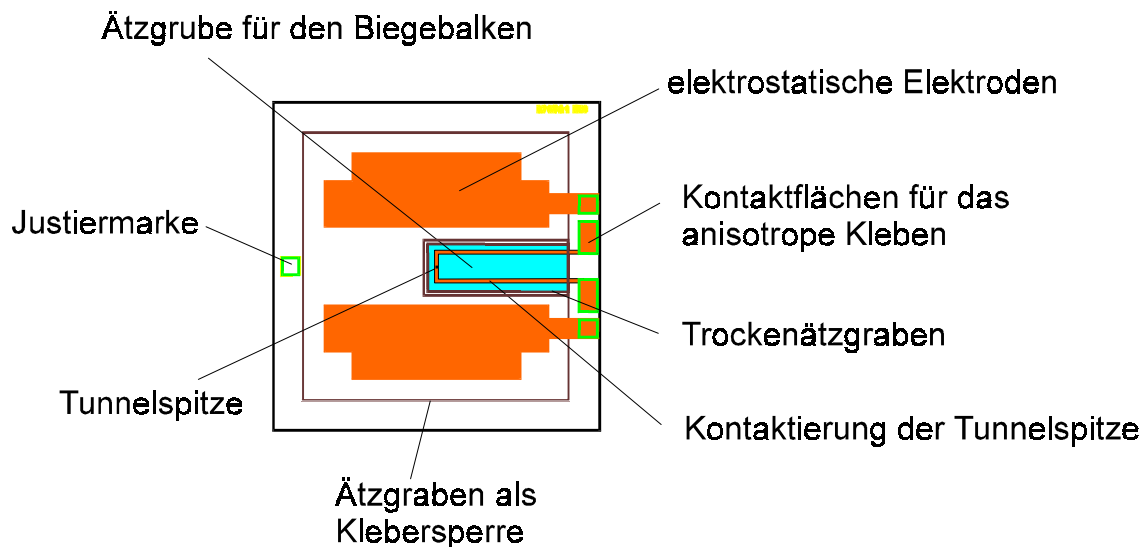 Ätzgrube für den Biegebalken
elektrostatische Elektroden
Kontaktflächen für das
anisotrope Kleben
Justiermarke
Trockenätzgraben
Tunnelspitze
Kontaktierung der Tunnelspitze
Ätzgraben als
Klebersperre